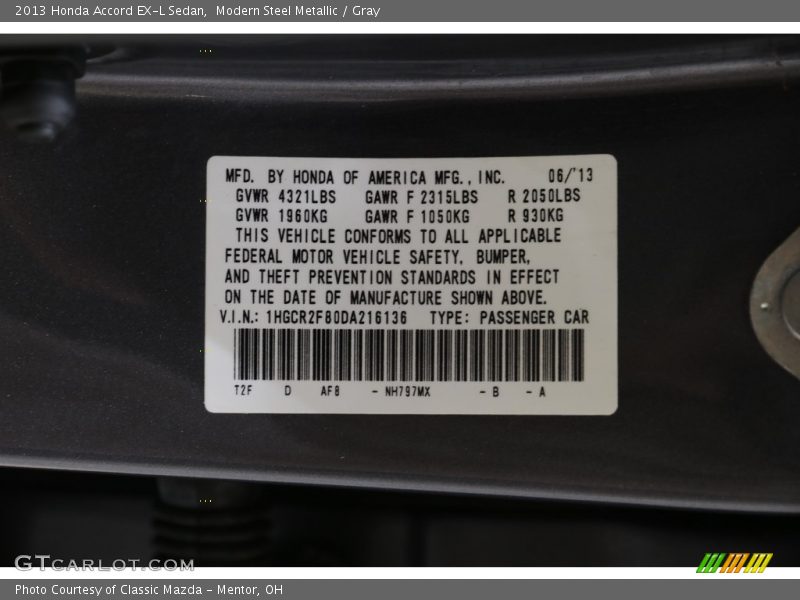 2013 Honda Accord EX-L Sedan,  Modern Steel Metallic / Gray
MFD. BY HONDA OF AMERICA MFG., INC. 06/'13
GVWR 4321LBS GAWR F 2315LBS R 2050LBS
GVWR 1960KG GAWR F 1050KG R 930KG
THIS VEHICLE CONFORMS TO ALL APPLICABLE
FEDERAL MOTOR VEHICLE SAFETY, BUMPER,
AND THEFT PREVENTION STANDARDS IN EFFECT
ON THE DATE OF MANUFACTURE SHOWN ABOVE.
V.I.N.: 1HGCR2F80DA216136 TYPE: PASSENGER CAR
T2F D AF8 - NH797MX - B - A
GTCARLOT.COM
Photo Courtesy of Classic Mazda - Mentor, OH